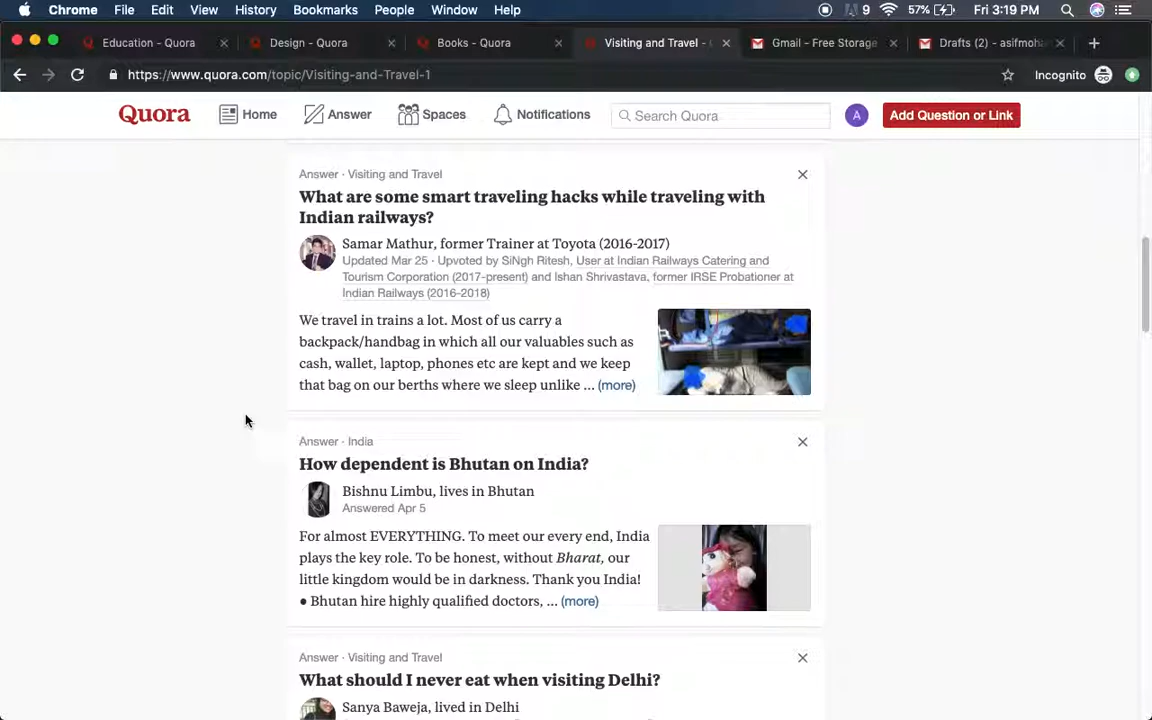 Chrome File Edit View History Bookmarks People Window Help 9 57% Fri 3:19 PM
Education - Quora Design - Quora Books - Quora Visiting and Travel - Gmail - Free Storage Drafts (2) - asifmoh
https://www.quora.com/topic/Visiting-and-Travel-1 Incognito
Quora Home Answer Spaces Notifications Search Quora A Add Question or Link
Answer · Visiting and Travel
What are some smart traveling hacks while traveling with
Indian railways?
Samar Mathur, former Trainer at Toyota (2016-2017)
Updated Mar 25 · Upvoted by SiNgh Ritesh, User at Indian Railways Catering and
Tourism Corporation (2017-present) and Ishan Shrivastava, former IRSE Probationer at
Indian Railways (2016-2018)
We travel in trains a lot. Most of us carry a
backpack/handbag in which all our valuables such as
cash, wallet, laptop, phones etc are kept and we keep
that bag on our berths where we sleep unlike ... (more)
Answer · India
How dependent is Bhutan on India?
Bishnu Limbu, lives in Bhutan
Answered Apr 5
For almost EVERYTHING. To meet our every end, India
plays the key role. To be honest, without Bharat, our
little kingdom would be in darkness. Thank you India!
● Bhutan hire highly qualified doctors, ... (more)
Answer · Visiting and Travel
What should I never eat when visiting Delhi?
Sanya Baweja, lived in Delhi